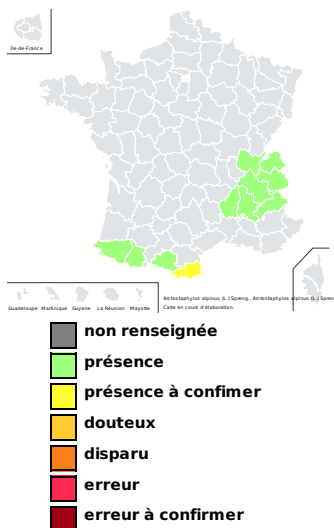 Île-de-France
Guadeloupe Martinique Guyane La Réunion Mayotte
Arctostaphylos alpinus (L.) Spreng., Arctostaphylos alpinus (L.) Spren
Carte en cours d'élaboration.
non renseignée
présence
présence à confimer
douteux
disparu
erreur
erreur à confirmer